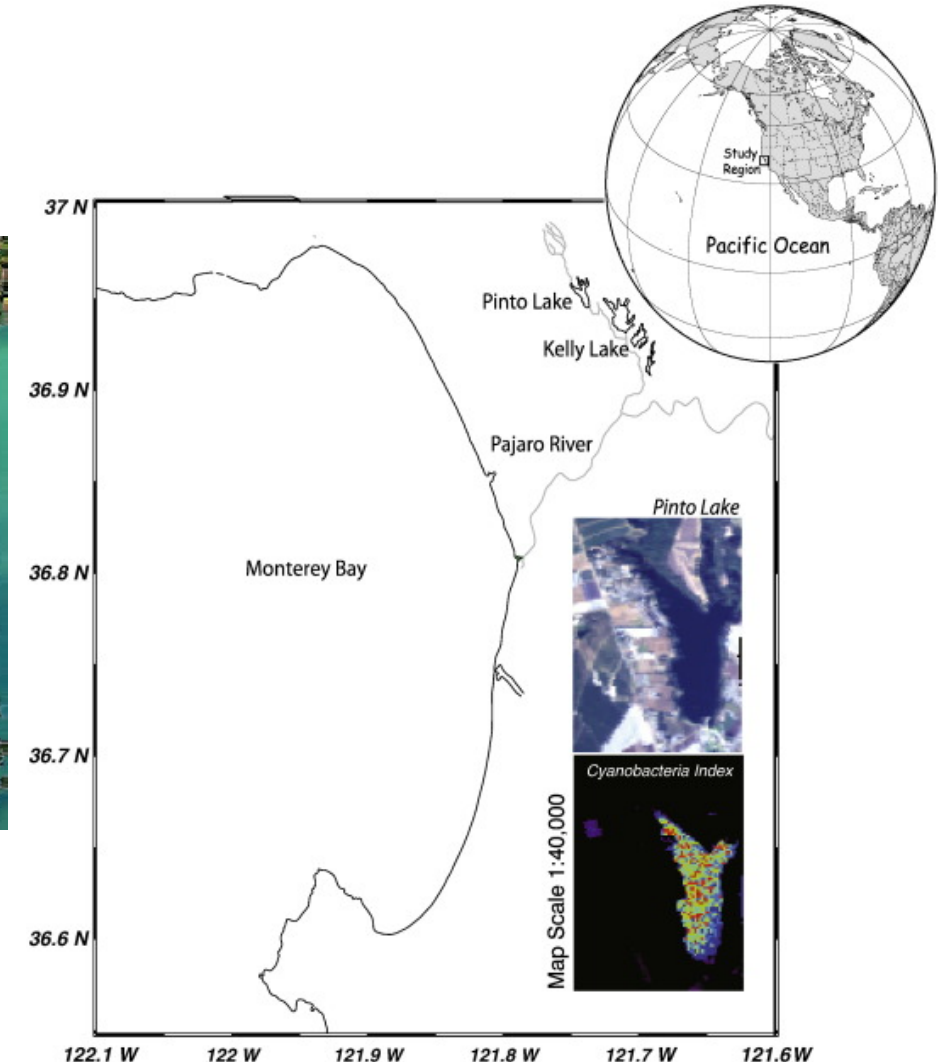 Study
Region
Pacific Ocean
37 N
Pinto Lake
Kelly Lake
36.9 N
Pajaro River
Pinto Lake
36.8 N
Monterey Bay
36.7 N
Cyanobacteria Index
Map Scale 1:40,000
36.6 N
122.1 W
122 W
121.9 W
121.8 W
121.7 W
121.6W